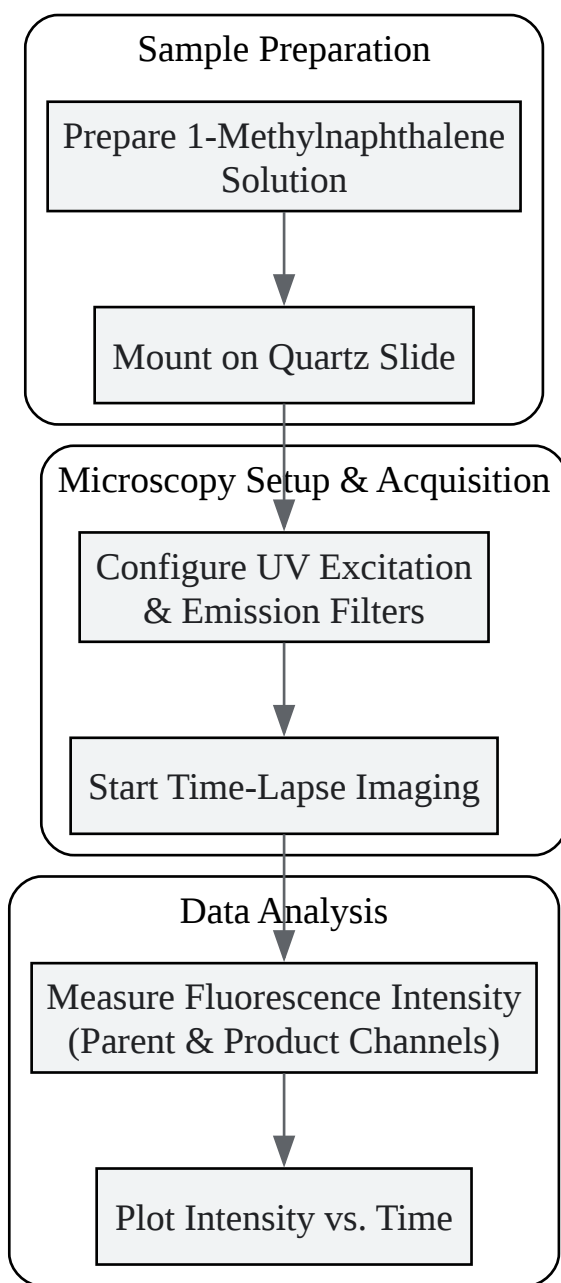 Sample Preparation
Prepare 1-Methylnaphthalene
Solution
Mount on Quartz Slide
Microscopy Setup & Acquisition
Configure UV Excitation
& Emission Filters
Start Time-Lapse Imaging
Data Analysis
Measure Fluorescence Intensity
(Parent & Product Channels)
Plot Intensity vs. Time